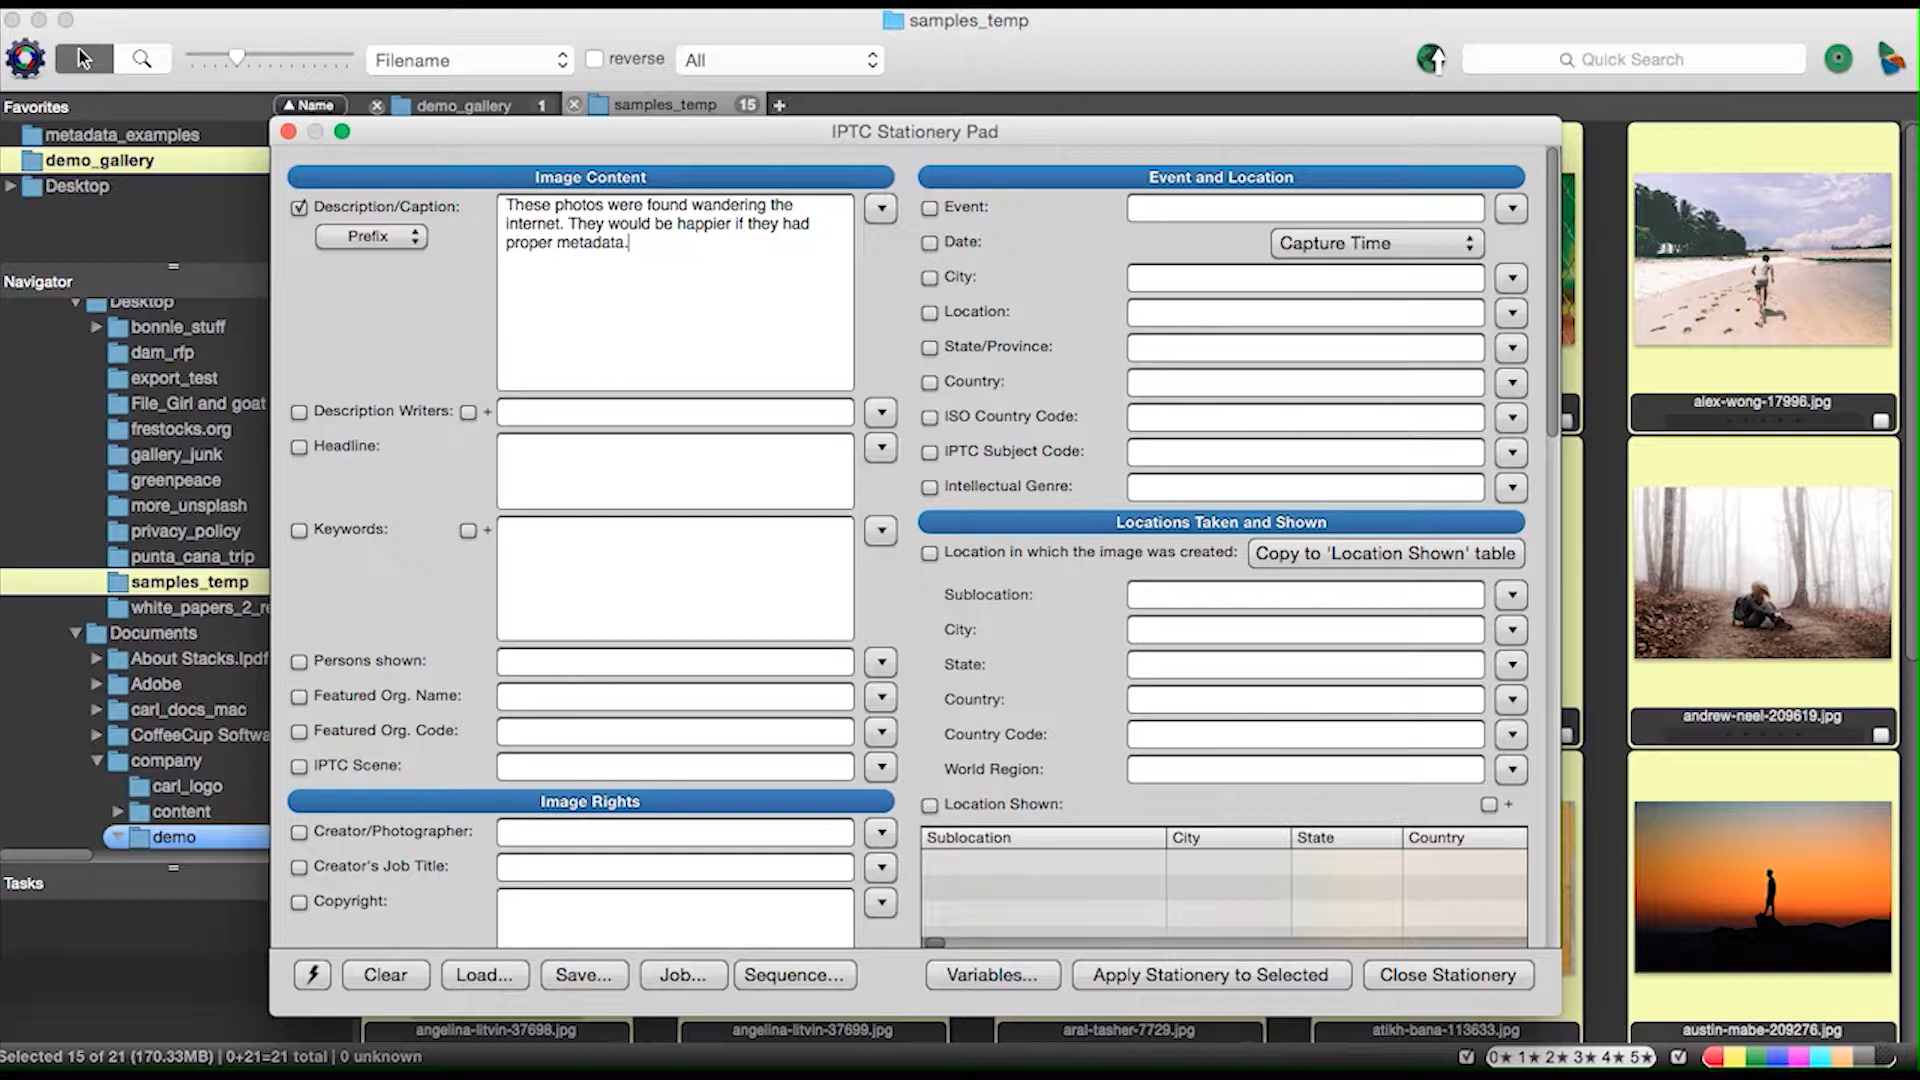 samples_temp
Filename
reverse
All
Quick Search
Favorites
Name
demo_gallery 1
samples_temp 15
+
metadata_examples
demo_gallery
Desktop
Navigator
Desktop
bonnie_stuff
dam_rfp
export_test
File_Girl and goat
frestocks.org
gallery_junk
greenpeace
more_unsplash
privacy_policy
punta_cana_trip
samples_temp
white_papers_2_re
Documents
About Stacks.lpdf
Adobe
carl_docs_mac
CoffeeCup Softwa
company
carl_logo
content
demo
Tasks
IPTC Stationery Pad
Image Content
Description/Caption:
Prefix
These photos were found wandering the
internet. They would be happier if they had
proper metadata.
Description Writers: +
Headline:
Keywords: +
Persons shown:
Featured Org. Name:
Featured Org. Code:
IPTC Scene:
Image Rights
Creator/Photographer:
Creator's Job Title:
Copyright:
Event and Location
Event:
Date:
Capture Time
City:
Location:
State/Province:
Country:
ISO Country Code:
IPTC Subject Code:
Intellectual Genre:
Locations Taken and Shown
Location in which the image was created: Copy to 'Location Shown' table
Sublocation:
City:
State:
Country:
Country Code:
World Region:
Location Shown: +
Sublocation City State Country
Clear
Load...
Save...
Job...
Sequence...
Variables...
Apply Stationery to Selected
Close Stationery
alex-wong-17996.jpg
andrew-neel-209619.jpg
angelina-litvin-37698.jpg
angelina-litvin-37699.jpg
aral-tasher-7729.jpg
atikh-bana-113633.jpg
austin-mabe-209276.jpg
Selected 15 of 21 (170.33MB) | 0+21=21 total | 0 unknown
0★ 1★ 2★ 3★ 4★ 5★